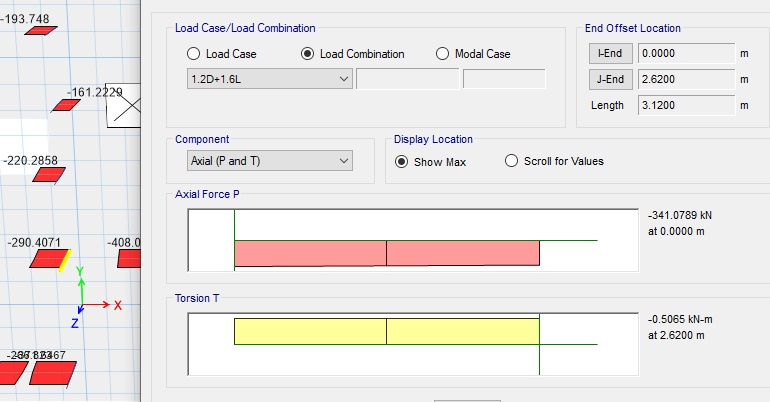 -193.748
-161.2229
-220.2858
-290.4071
-408.0
Y
X
Z
Load Case/Load Combination
Load Case
Load Combination
Modal Case
1.2D+1.6L
End Offset Location
I-End
0.0000
m
J-End
2.6200
m
Length
3.1200
m
Component
Axial (P and T)
Display Location
Show Max
Scroll for Values
Axial Force P
-341.0789 kN
at 0.0000 m
Torsion T
-0.5065 kN-m
at 2.6200 m